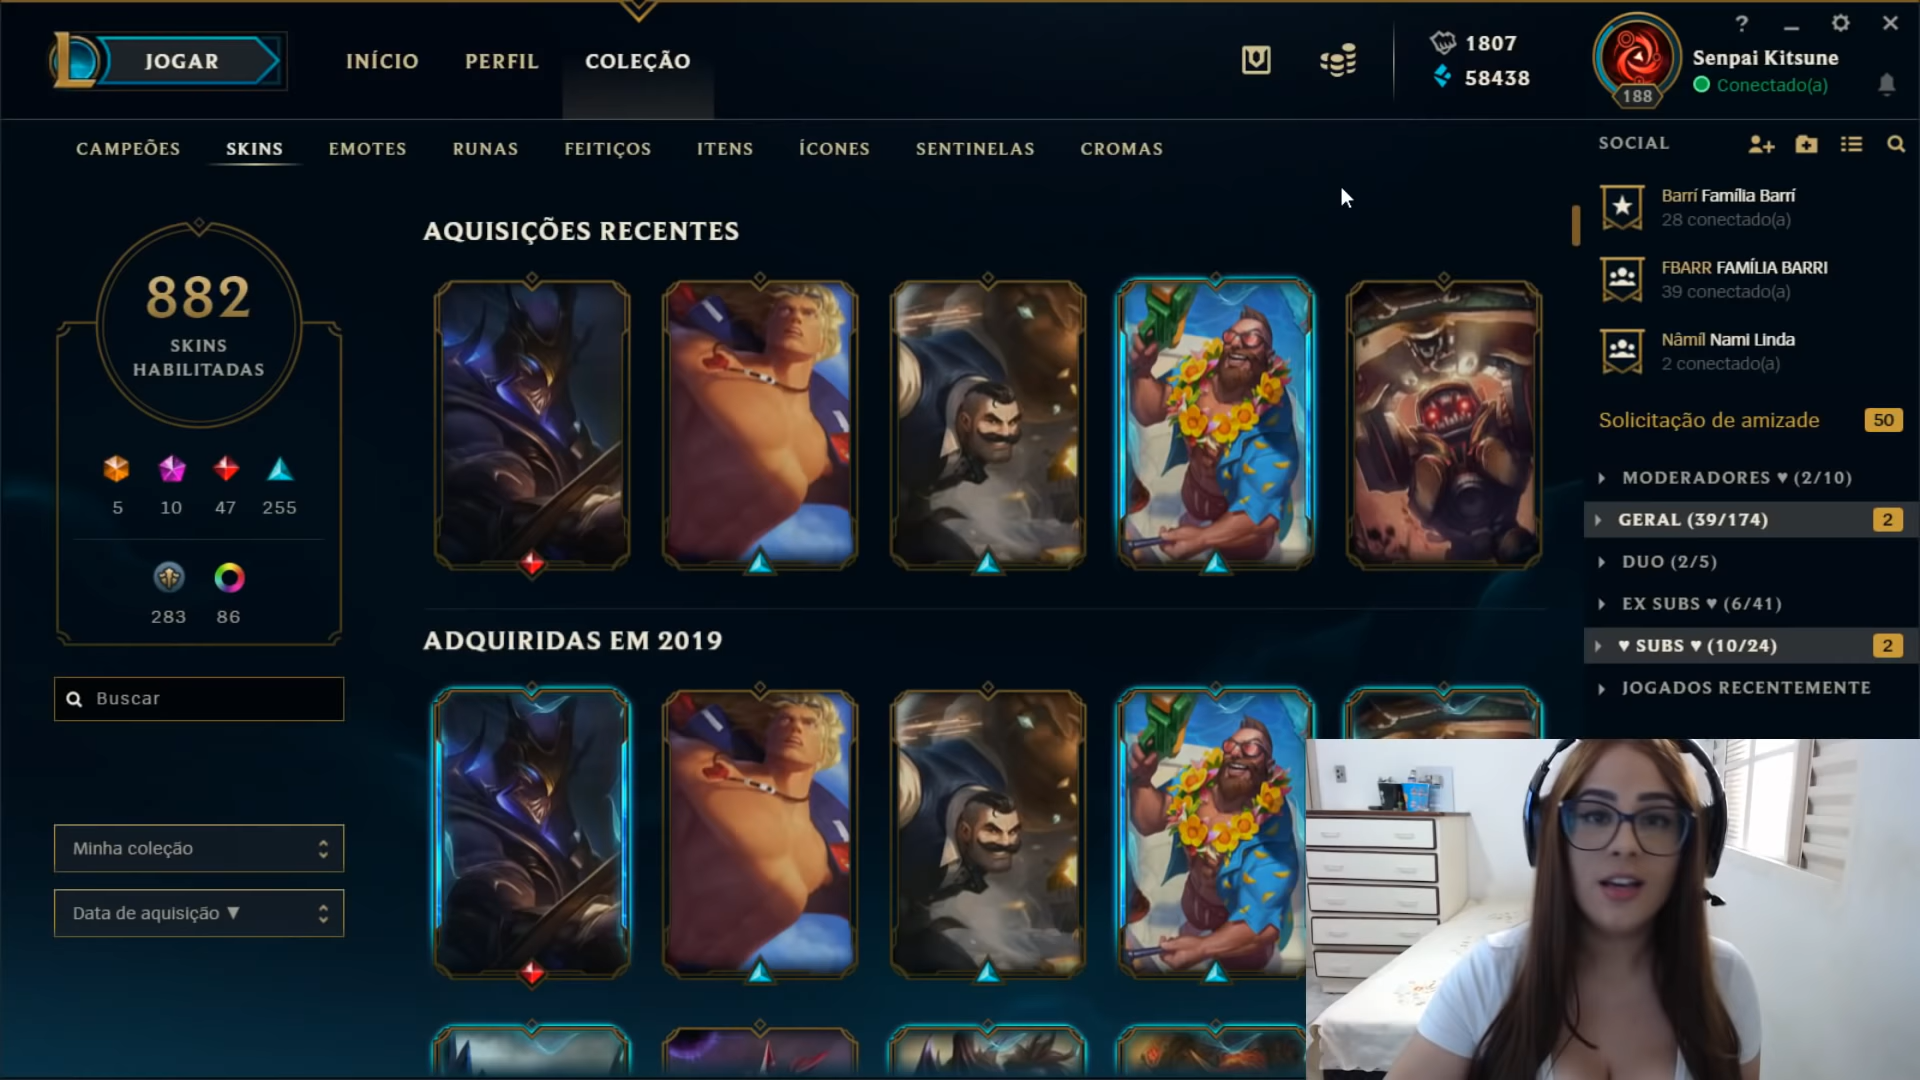 JOGAR
INÍCIO
PERFIL
COLEÇÃO
1807
58438
188
?
Senpai Kitsune
Conectado(a)
CAMPEÕES
SKINS
EMOTES
RUNAS
FEITIÇOS
ITENS
ÍCONES
SENTINELAS
CROMAS
882
SKINS
HABILITADAS
5
10
47
255
283
86
Buscar
Minha coleção
Data de aquisição ▼
AQUISIÇÕES RECENTES
ADQUIRIDAS EM 2019
SOCIAL
Barrí Família Barrí
28 conectado(a)
FBARR FAMÍLIA BARRI
39 conectado(a)
Nâmíl Nami Linda
2 conectado(a)
Solicitação de amizade
50
MODERADORES ♥ (2/10)
GERAL (39/174)
2
DUO (2/5)
EX SUBS ♥ (6/41)
♥ SUBS ♥ (10/24)
2
JOGADOS RECENTEMENTE